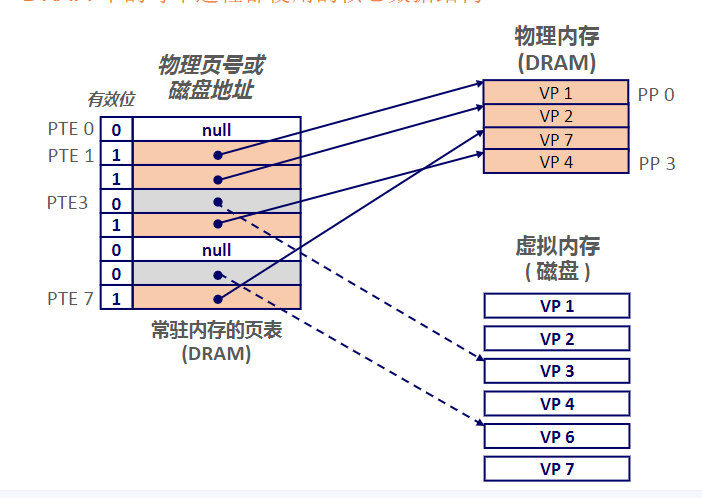 物理内存
(DRAM)
物理页号或
磁盘地址
有效位
VP 1 PP 0
VP 2
VP 7
VP 4 PP 3
PTE 0 0 null
PTE 1 1
1
PTE3 0
1
0 null
0
PTE 7 1
常驻内存的页表
(DRAM)
虚拟内存
( 磁盘 )
VP 1
VP 2
VP 3
VP 4
VP 6
VP 7